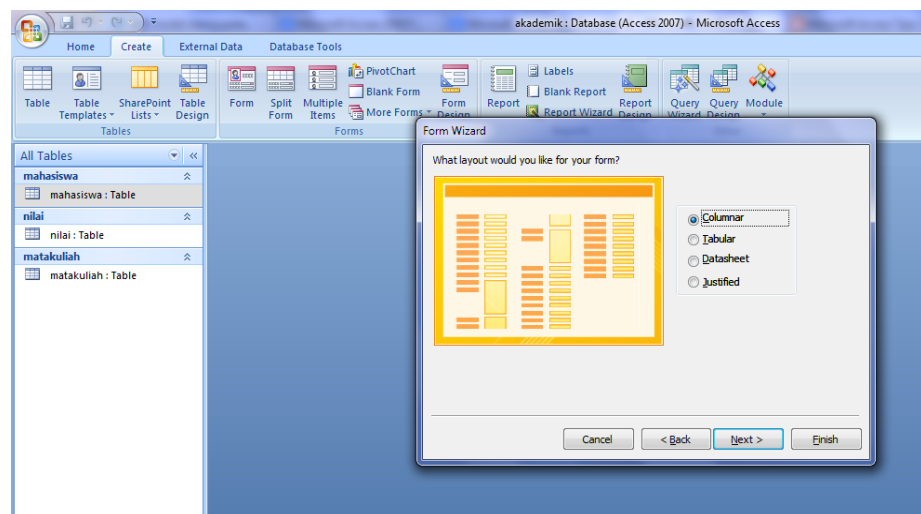 akademik : Database (Access 2007) - Microsoft Access
Home Create External Data Database Tools
Table
Table Templates
SharePoint Lists
Table Design
Tables
Form
Split Form
Multiple Items
PivotChart
Blank Form
More Forms
Form Design
Forms
Report
Labels
Blank Report
Report Wizard
Report Design
Query Wizard
Query Design
Module
All Tables
mahasiswa
mahasiswa : Table
nilai
nilai : Table
matakuliah
matakuliah : Table
Form Wizard
What layout would you like for your form?
Columnar
Tabular
Datasheet
Justified
Cancel < Back Next > Finish